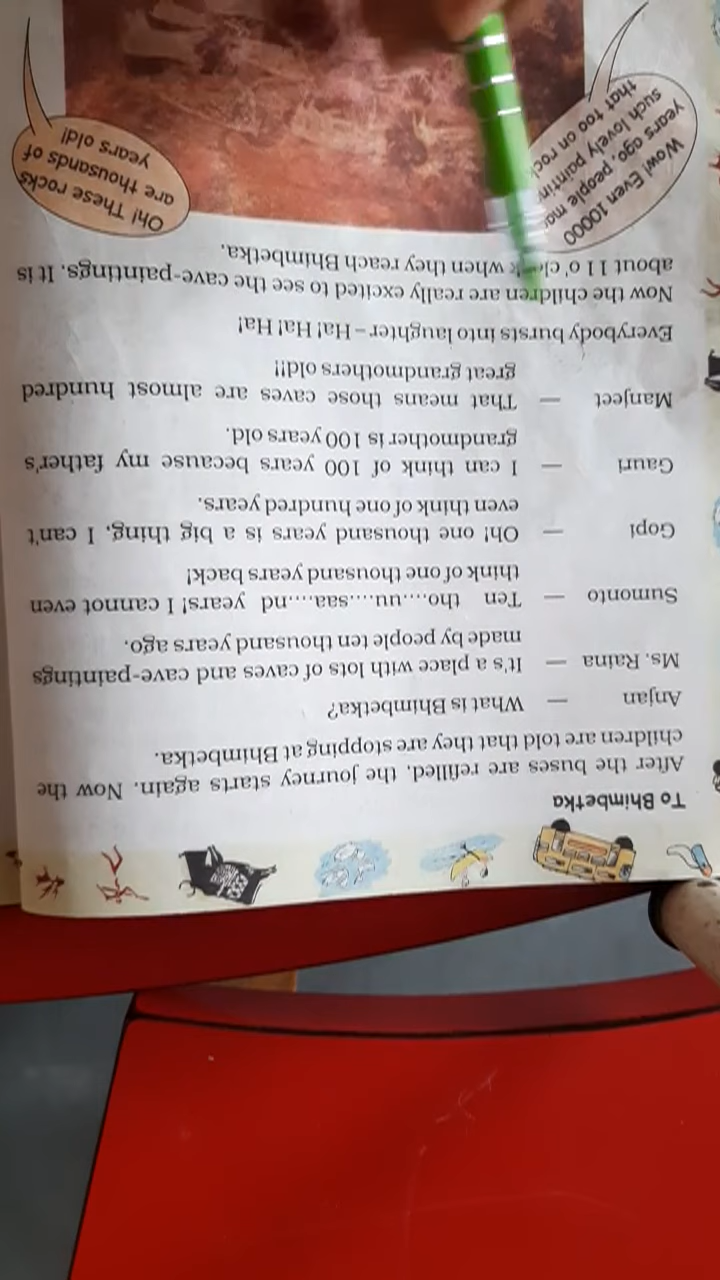 To Bhimbetka
After the buses are refilled, the journey starts again. Now the
children are told that they are stopping at Bhimbetka.
Anjan — What is Bhimbetka?
Ms. Raina — It's a place with lots of caves and cave-paintings
made by people ten thousand years ago.
Sumonto — Ten tho....uu....saa....nd years! I cannot even
think of one thousand years back!
Gopi — Oh! one thousand years is a big thing, I can't
even think of one hundred years.
Gauri — I can think of 100 years because my father's
grandmother is 100 years old.
Manjeet — That means those caves are almost hundred
great grandmothers old!!
Everybody bursts into laughter – Ha! Ha! Ha!
Now the children are really excited to see the cave-paintings. It is
about 11 o' when they reach Bhimbetka.
Wow! Even 10000
years ago, people
such lovely
that too on
Oh! These rocks
are thousands of
years old!